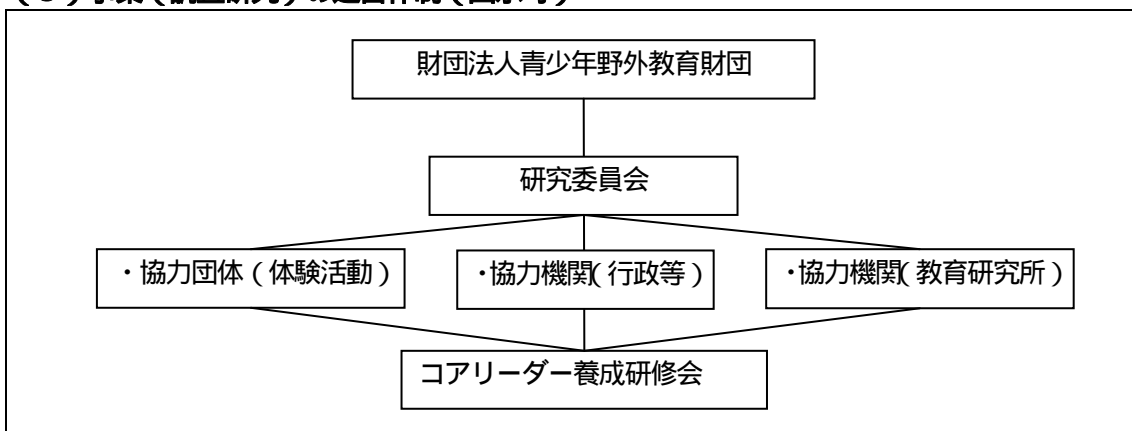 財団法人青少年野外教育財団
研究委員会
・協力団体(体験活動)
・協力機関(行政等)
・協力機関(教育研究所)
コアリーダー養成研修会